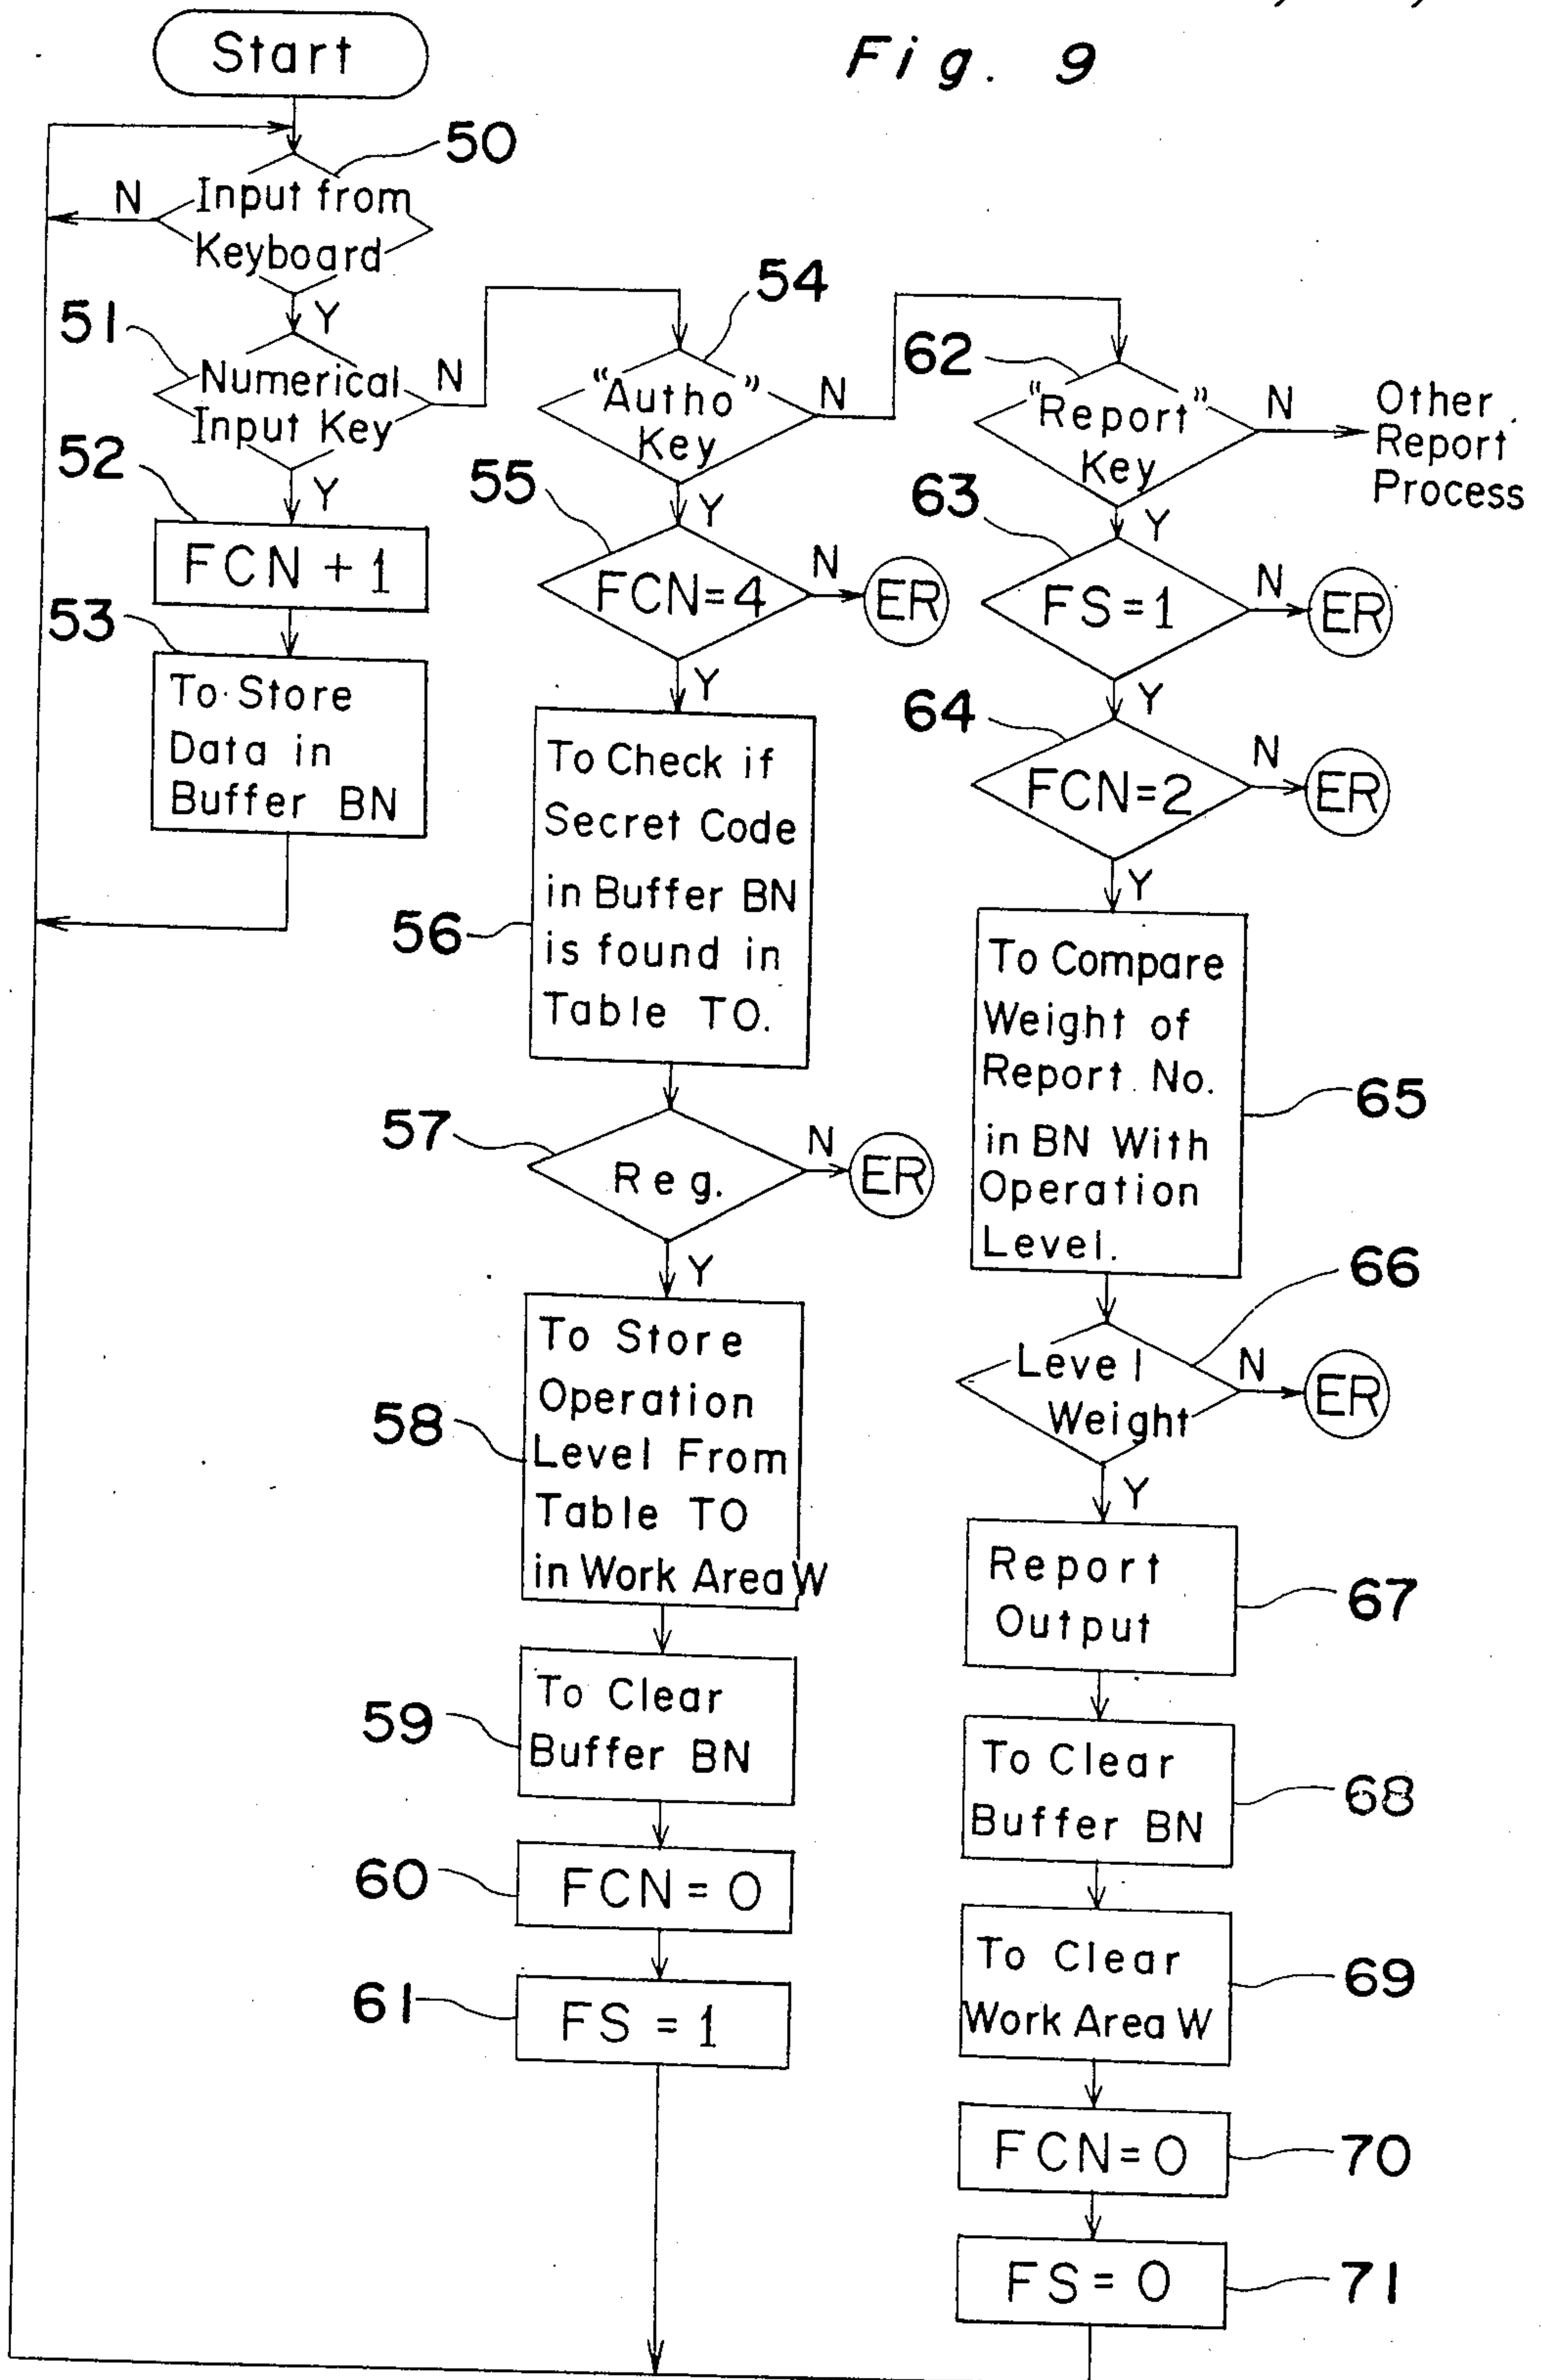 Fig. 9
Start
50
Input from
Keyboard
N
Y
51
Numerical
Input Key
N
Y
52
FCN + 1
53
To Store
Data in
Buffer BN
54
"Autho"
Key
N
Y
55
FCN=4
N
ER
Y
56
To Check if
Secret Code
in Buffer BN
is found in
Table TO.
57
Reg.
N
ER
Y
58
To Store
Operation
Level From
Table TO
in Work Area W
59
To Clear
Buffer BN
60
FCN = 0
61
FS = 1
62
"Report"
Key
N
Other
Report
Process
Y
63
FS=1
N
ER
Y
64
FCN=2
N
ER
Y
65
To Compare
Weight of
Report No.
in BN With
Operation
Level.
66
Level
Weight
N
ER
Y
67
Report
Output
68
To Clear
Buffer BN
69
To Clear
Work Area W
70
FCN=0
71
FS=0